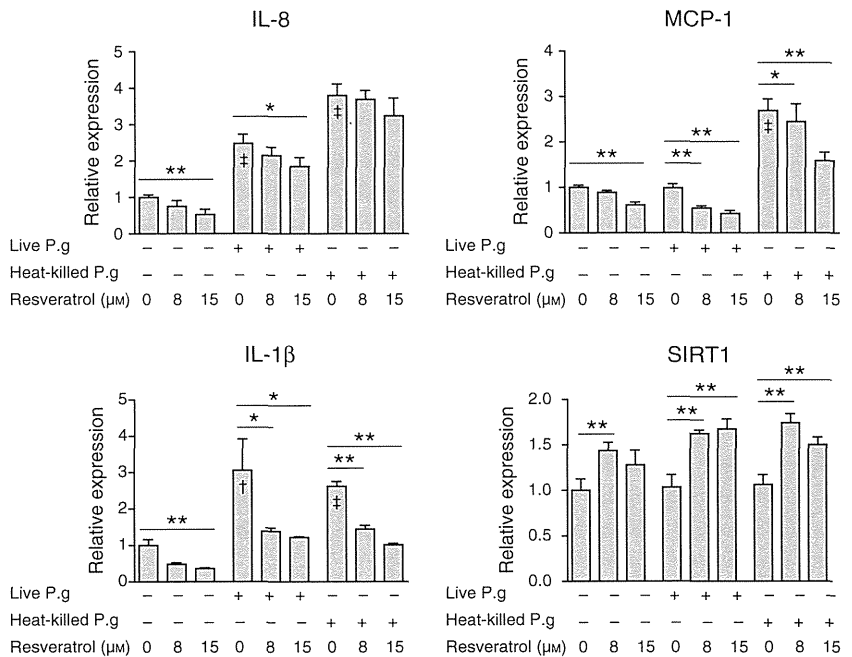 IL-8
Relative expression
5
4
3
2
1
0
**
‡
*
‡
Live P.g − − − + + + − − −
Heat-killed P.g − − − − − − + + +
Resveratrol (µM) 0 8 15 0 8 15 0 8 15
MCP-1
Relative expression
4
3
2
1
0
**
**
**
**
*
‡
Live P.g − − − + + + − − −
Heat-killed P.g − − − − − − + + +
Resveratrol (µM) 0 8 15 0 8 15 0 8 15
IL-1β
Relative expression
5
4
3
2
1
0
**
*
*
†
**
**
‡
Live P.g − − − + + + − − −
Heat-killed P.g − − − − − − + + +
Resveratrol (µM) 0 8 15 0 8 15 0 8 15
SIRT1
Relative expression
2.0
1.5
1.0
0.5
0.0
**
**
**
**
**
Live P.g − − − + + + − − −
Heat-killed P.g − − − − − − + + +
Resveratrol (µM) 0 8 15 0 8 15 0 8 15